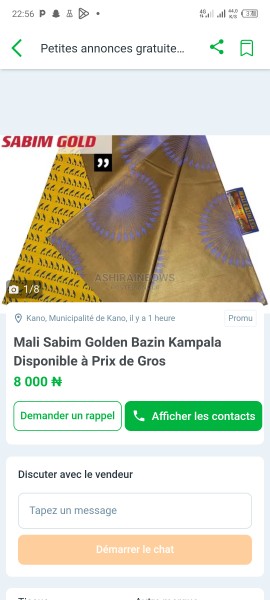 22:56
Petites annonces gratuite...
SABIM GOLD
ASHIRAINBOWS
1/8
Kano, Municipalité de Kano, il y a 1 heure
Promu
Mali Sabim Golden Bazin Kampala
Disponible à Prix de Gros
8 000 ₦
Demander un rappel
Afficher les contacts
Discuter avec le vendeur
Tapez un message
Démarrer le chat